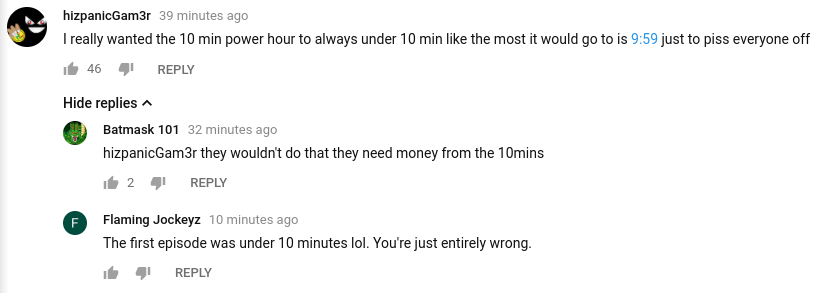 hizpanicGam3r 39 minutes ago
I really wanted the 10 min power hour to always under 10 min like the most it would go to is 9:59 just to piss everyone off
46 REPLY
Hide replies
Batmask 101 32 minutes ago
hizpanicGam3r they wouldn't do that they need money from the 10mins
2 REPLY
F Flaming Jockeyz 10 minutes ago
The first episode was under 10 minutes lol. You're just entirely wrong.
REPLY